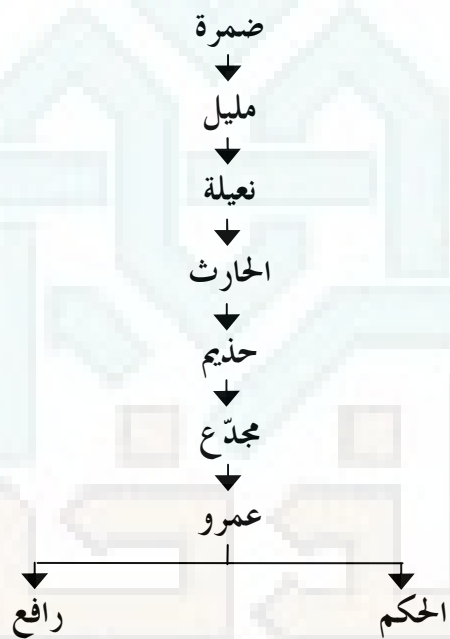 ضمرة
مليل
نعيلة
الحارث
حذيم
مجدّع
عمرو
الحكم رافع